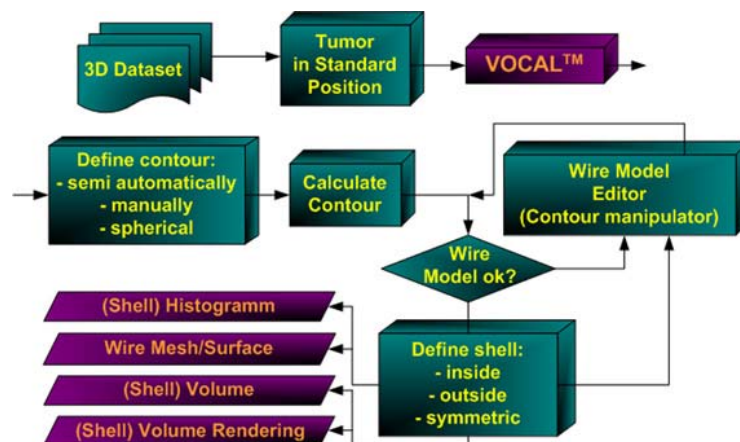 3D Dataset
Tumor
in Standard
Position
VOCAL™
Define contour:
- semi automatically
- manually
- spherical
Calculate
Contour
Wire Model
Editor
(Contour manipulator)
Wire
Model ok?
(Shell) Histogramm
Wire Mesh/Surface
(Shell) Volume
(Shell) Volume Rendering
Define shell:
- inside
- outside
- symmetric